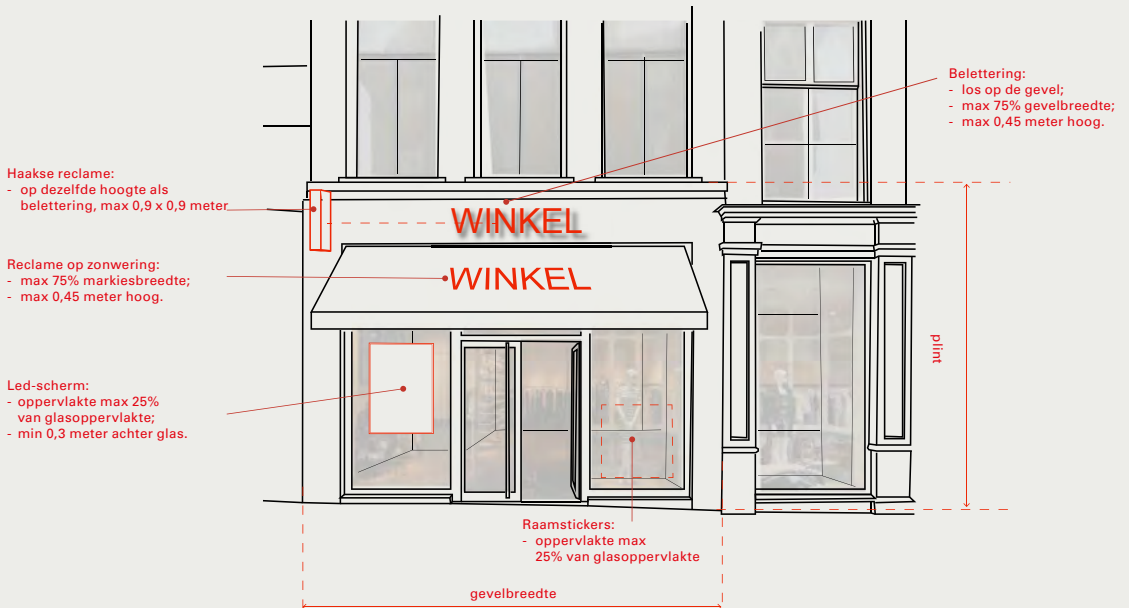 Belettering:
- los op de gevel;
- max 75% gevelbreedte;
- max 0,45 meter hoog.
Haakse reclame:
- op dezelfde hoogte als
belettering, max 0,9 x 0,9 meter
WINKEL
Reclame op zonwering:
- max 75% markiesbreedte;
- max 0,45 meter hoog.
WINKEL
plint
Led-scherm:
- oppervlakte max 25%
van glasoppervlakte;
- min 0,3 meter achter glas.
Raamstickers:
- oppervlakte max
25% van glasoppervlakte
gevelbreedte